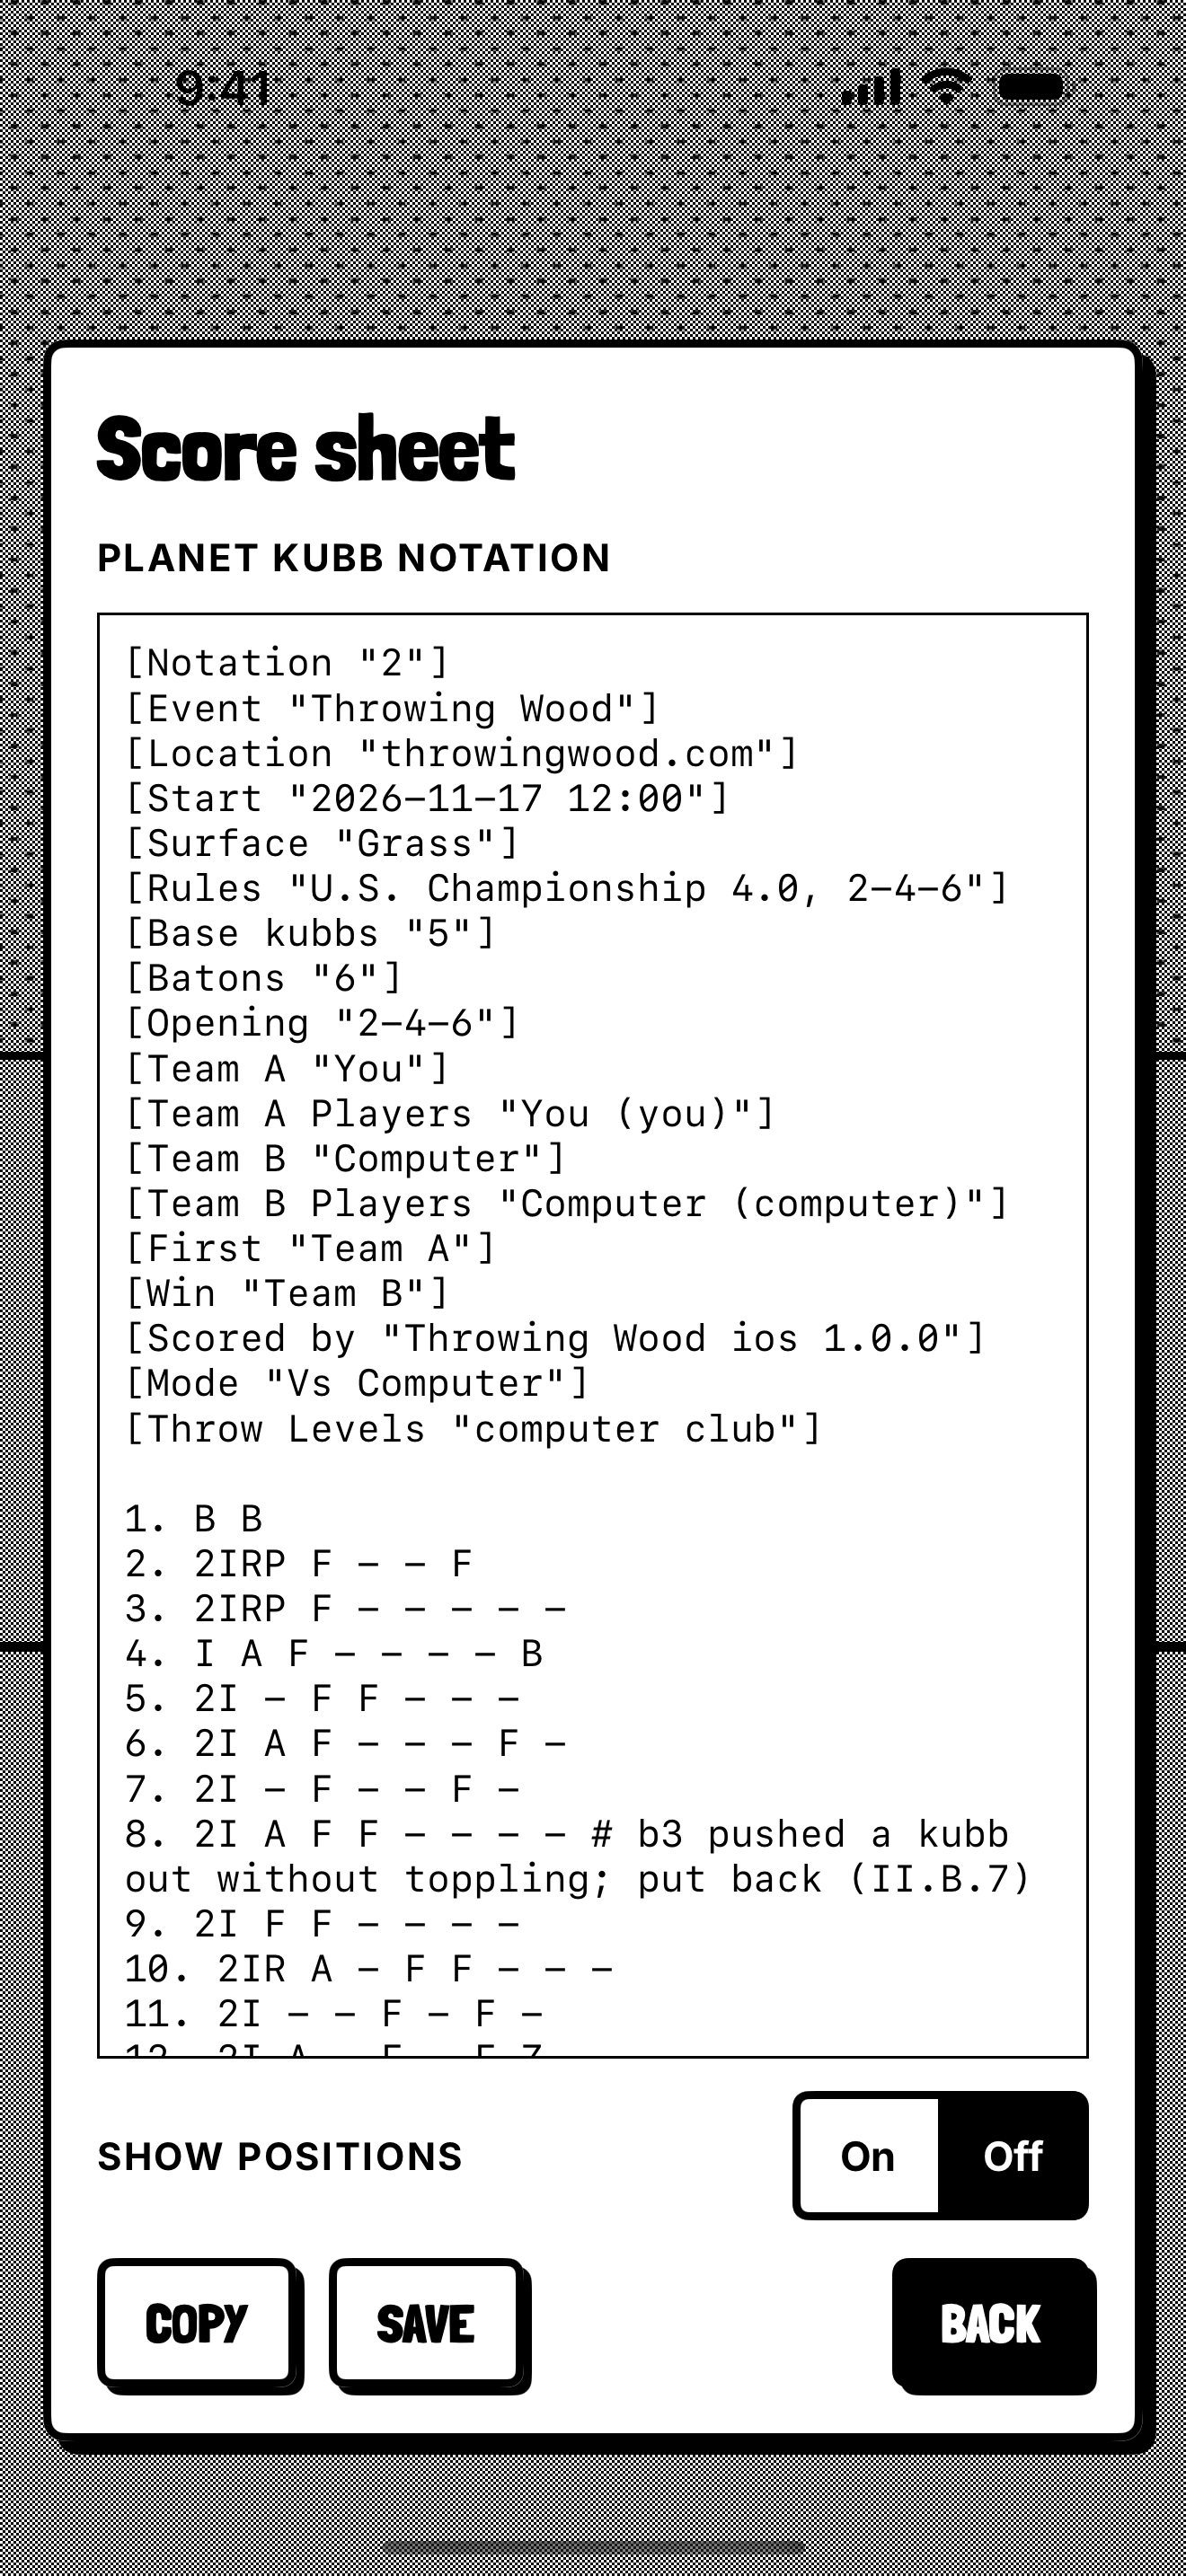 9:41
Score sheet
PLANET KUBB NOTATION
[Notation "2"]
[Event "Throwing Wood"]
[Location "throwingwood.com"]
[Start "2026-11-17 12:00"]
[Surface "Grass"]
[Rules "U.S. Championship 4.0, 2-4-6"]
[Base kubbs "5"]
[Batons "6"]
[Opening "2-4-6"]
[Team A "You"]
[Team A Players "You (you)"]
[Team B "Computer"]
[Team B Players "Computer (computer)"]
[First "Team A"]
[Win "Team B"]
[Scored by "Throwing Wood ios 1.0.0"]
[Mode "Vs Computer"]
[Throw Levels "computer club"]
1. B B
2. 2IRP F - - F
3. 2IRP F - - - - -
4. I A F - - - - B
5. 2I - F F - - -
6. 2I A F - - - F -
7. 2I - F - - F -
8. 2I A F F - - - - # b3 pushed a kubb
out without toppling; put back (II.B.7)
9. 2I F F - - - -
10. 2IR A - F F - - -
11. 2I - - F - F -
SHOW POSITIONS
On Off
COPY SAVE BACK